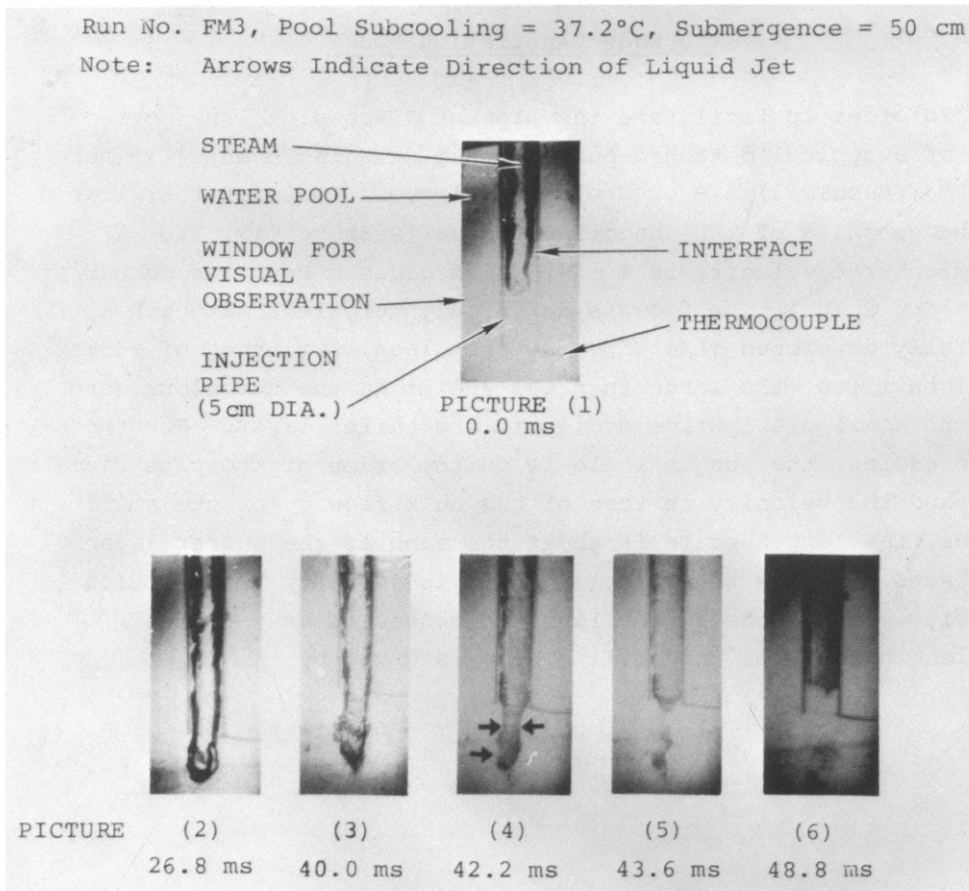 Run No. FM3, Pool Subcooling = 37.2°C, Submergence = 50 cm
Note: Arrows Indicate Direction of Liquid Jet
STEAM
WATER POOL
WINDOW FOR
VISUAL
OBSERVATION
INJECTION
PIPE
(5cm DIA.)
INTERFACE
THERMOCOUPLE
PICTURE (1)
0.0 ms
PICTURE (2) (3) (4) (5) (6)
26.8 ms 40.0 ms 42.2 ms 43.6 ms 48.8 ms